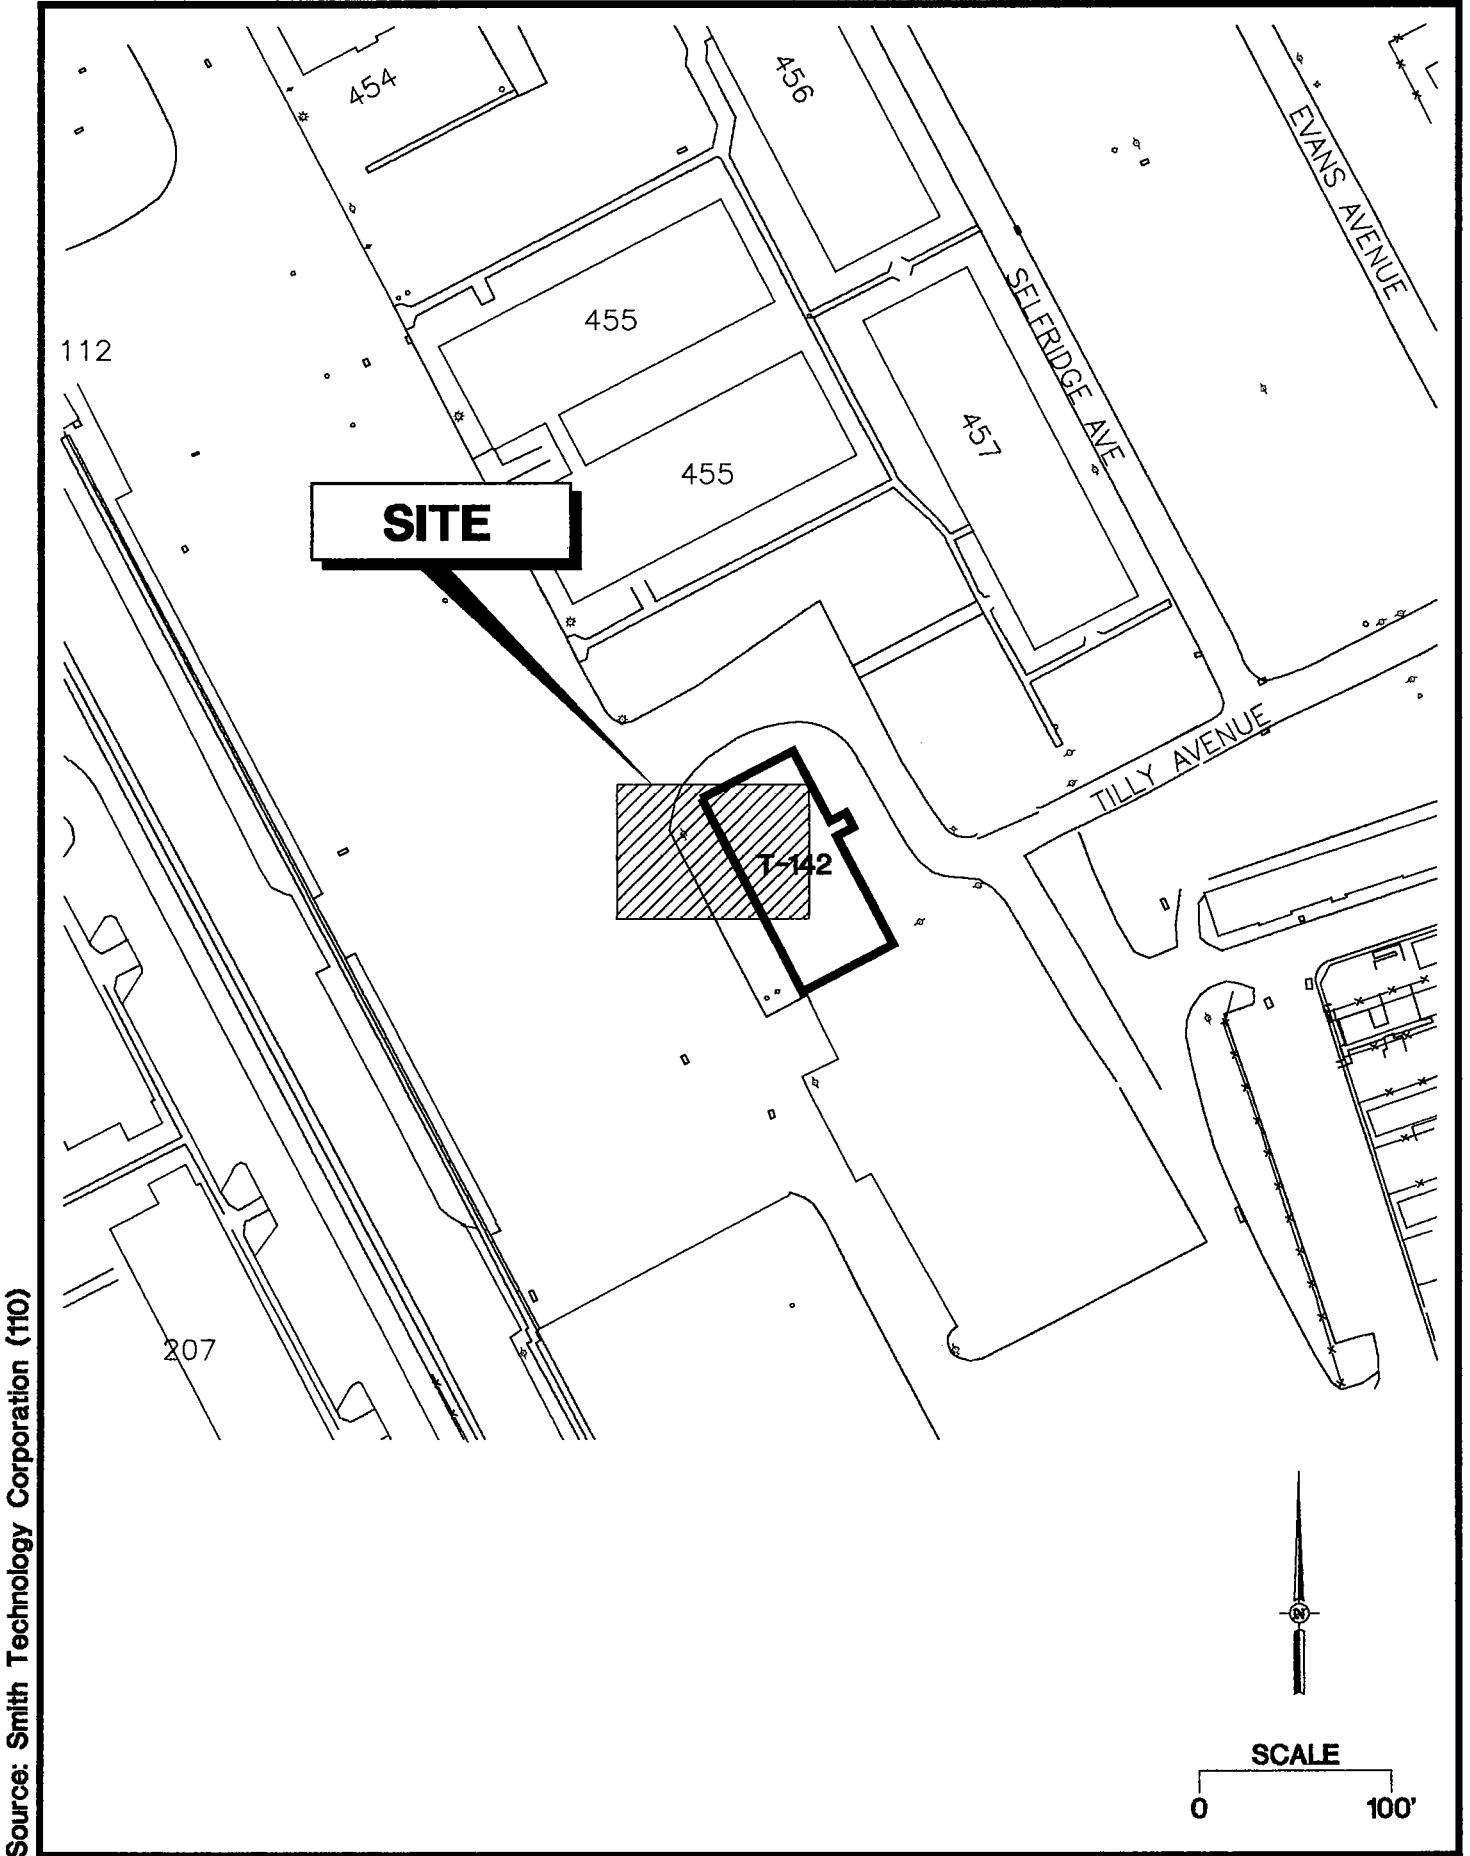 454
456
EVANS AVENUE
455
112
SELFRIDGE AVE
457
455
SITE
TILLY AVENUE
T-142
207
Source: Smith Technology Corporation (110)
N
SCALE
0 100'